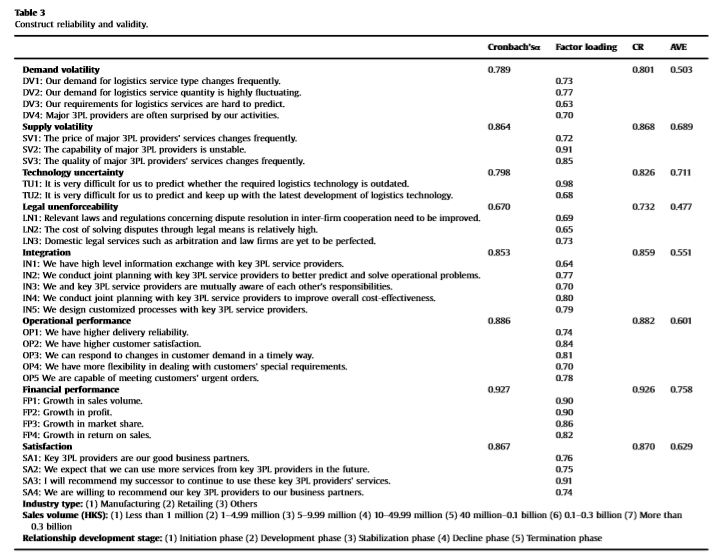 Table 3
Construct reliability and validity.
Cronbach'sα Factor loading CR AVE
Demand volatility 0.789 0.801 0.503
DV1: Our demand for logistics service type changes frequently. 0.73
DV2: Our demand for logistics service quantity is highly fluctuating. 0.77
DV3: Our requirements for logistics services are hard to predict. 0.63
DV4: Major 3PL providers are often surprised by our activities. 0.70
Supply volatility 0.864 0.868 0.689
SV1: The price of major 3PL providers' services changes frequently. 0.72
SV2: The capability of major 3PL providers is unstable. 0.91
SV3: The quality of major 3PL providers' services changes frequently. 0.85
Technology uncertainty 0.798 0.826 0.711
TU1: It is very difficult for us to predict whether the required logistics technology is outdated. 0.98
TU2: It is very difficult for us to predict and keep up with the latest development of logistics technology. 0.68
Legal unenforceability 0.670 0.732 0.477
LN1: Relevant laws and regulations concerning dispute resolution in inter-firm cooperation need to be improved. 0.69
LN2: The cost of solving disputes through legal means is relatively high. 0.65
LN3: Domestic legal services such as arbitration and law firms are yet to be perfected. 0.73
Integration 0.853 0.859 0.551
IN1: We have high level information exchange with key 3PL service providers. 0.64
IN2: We conduct joint planning with key 3PL service providers to better predict and solve operational problems. 0.77
IN3: We and key 3PL service providers are mutually aware of each other's responsibilities. 0.70
IN4: We conduct joint planning with key 3PL service providers to improve overall cost-effectiveness. 0.80
IN5: We design customized processes with key 3PL service providers. 0.79
Operational performance 0.886 0.882 0.601
OP1: We have higher delivery reliability. 0.74
OP2: We have higher customer satisfaction. 0.84
OP3: We can respond to changes in customer demand in a timely way. 0.81
OP4: We have more flexibility in dealing with customers' special requirements. 0.70
OP5 We are capable of meeting customers' urgent orders. 0.78
Financial performance 0.927 0.926 0.758
FP1: Growth in sales volume. 0.90
FP2: Growth in profit. 0.90
FP3: Growth in market share. 0.86
FP4: Growth in return on sales. 0.82
Satisfaction 0.867 0.870 0.629
SA1: Key 3PL providers are our good business partners. 0.76
SA2: We expect that we can use more services from key 3PL providers in the future. 0.75
SA3: I will recommend my successor to continue to use these key 3PL providers' services. 0.91
SA4: We are willing to recommend our key 3PL providers to our business partners. 0.74
Industry type: (1) Manufacturing (2) Retailing (3) Others
Sales volume (HK$): (1) Less than 1 million (2) 1–4.99 million (3) 5–9.99 million (4) 10–49.99 million (5) 40 million–0.1 billion (6) 0.1–0.3 billion (7) More than
0.3 billion
Relationship development stage: (1) Initiation phase (2) Development phase (3) Stabilization phase (4) Decline phase (5) Termination phase